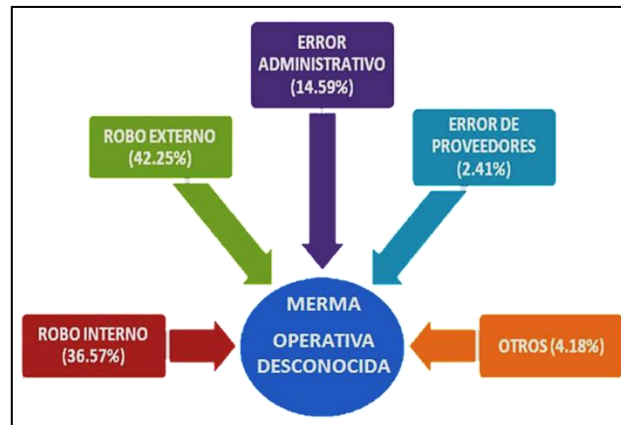 ERROR
ADMINISTRATIVO
(14.59%)
ROBO EXTERNO
(42.25%)
ERROR DE
PROVEEDORES
(2.41%)
ROBO INTERNO
(36.57%)
MERMA
OPERATIVA
DESCONOCIDA
OTROS (4.18%)